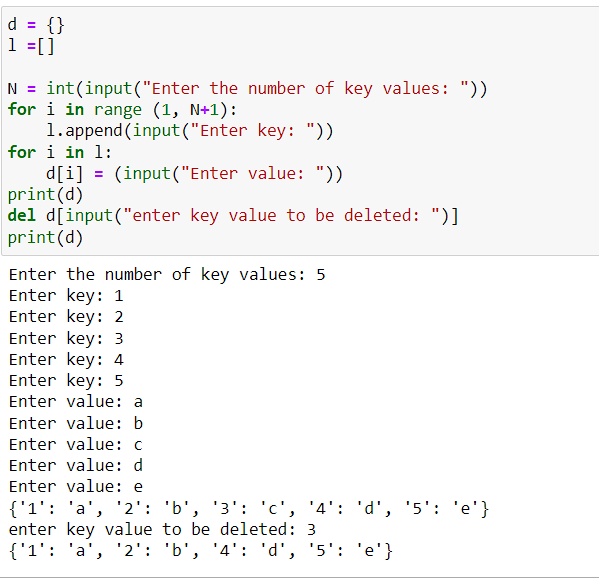 d = {}
l =[]
N = int(input("Enter the number of key values: "))
for i in range (1, N+1):
    l.append(input("Enter key: "))
for i in l:
    d[i] = (input("Enter value: "))
print(d)
del d[input("enter key value to be deleted: ")]
print(d)
Enter the number of key values: 5
Enter key: 1
Enter key: 2
Enter key: 3
Enter key: 4
Enter key: 5
Enter value: a
Enter value: b
Enter value: c
Enter value: d
Enter value: e
{'1': 'a', '2': 'b', '3': 'c', '4': 'd', '5': 'e'}
enter key value to be deleted: 3
{'1': 'a', '2': 'b', '4': 'd', '5': 'e'}